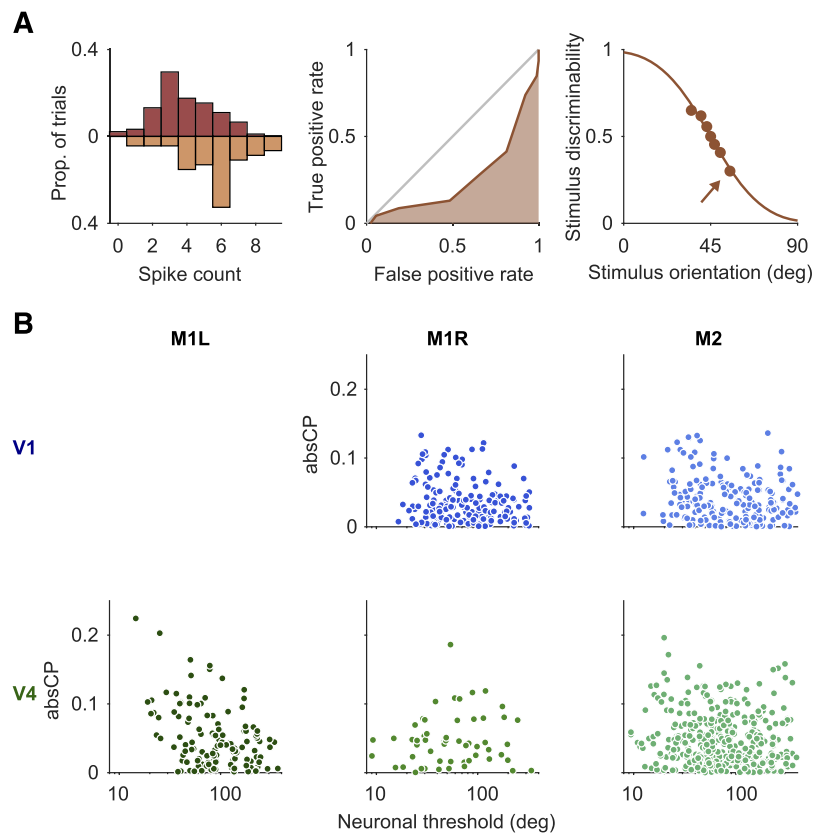 A
0.4
0
0.4
Prop. of trials
0 2 4 6 8
Spike count
1
0.5
0
True positive rate
0 0.5 1
False positive rate
1
0.5
0
Stimulus discriminability
0 45 90
Stimulus orientation (deg)
B
M1L M1R M2
V1
0.2
0.1
0
absCP
V4
0.2
0.1
0
absCP
10 100
10 100
10 100
Neuronal threshold (deg)